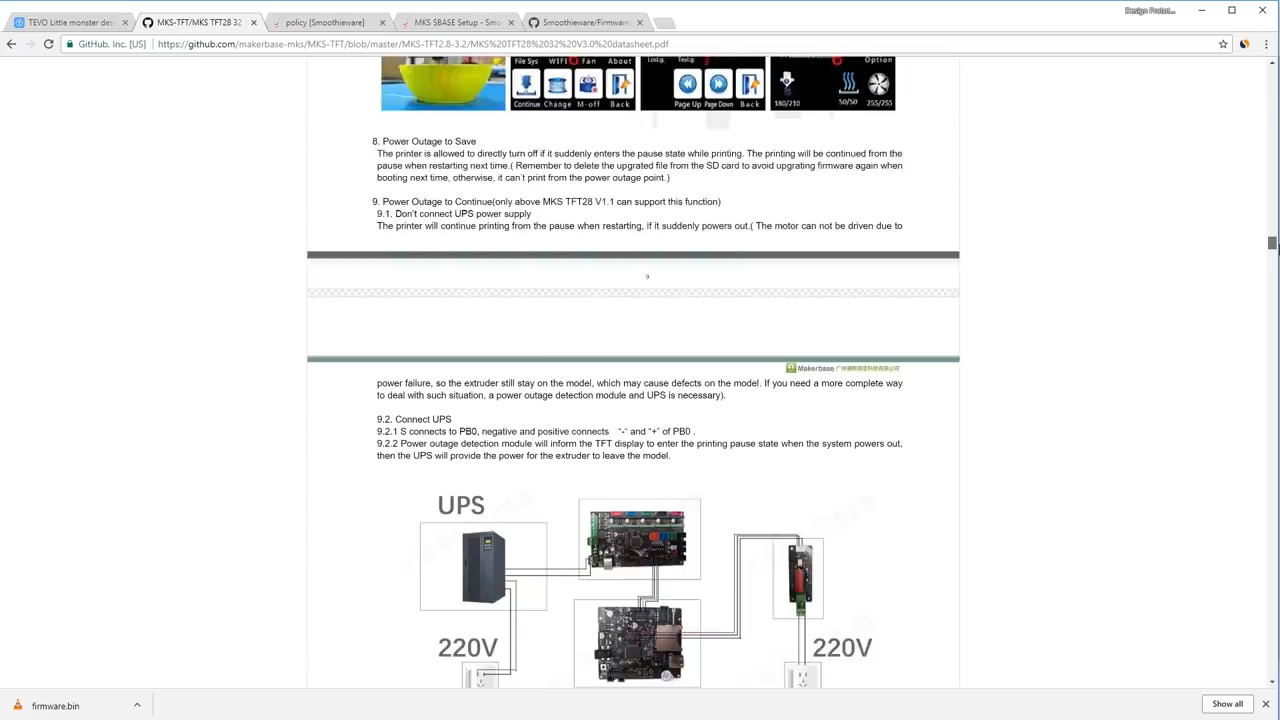 TEVO Little monster des
MKS-TFT/MKS TFT28 32
policy [Smoothieware]
MKS SBASE Setup - Smo
Smoothieware/Firmware
Design Protot...
GitHub, Inc. [US]
https://github.com/makerbase-mks/MKS-TFT/blob/master/MKS-TFT2.8-3.2/MKS%20TFT28%2032%20V3.0%20datasheet.pdf
File Sys WIFI Fan About
Continue Change M-off Back
Lost:g. Test:g.
Page Up Page Down Back
Option
180/210 50/50 255/255
8. Power Outage to Save
The printer is allowed to directly turn off if it suddenly enters the pause state while printing. The printing will be continued from the
pause when restarting next time.( Remember to delete the upgrated file from the SD card to avoid upgrating firmware again when
booting next time, otherwise, it can't print from the power outage point.)
9. Power Outage to Continue(only above MKS TFT28 V1.1 can support this function)
9.1. Don't connect UPS power supply
The printer will continue printing from the pause when restarting, if it suddenly powers out.( The motor can not be driven due to
9
Makerbase
power failure, so the extruder still stay on the model, which may cause defects on the model. If you need a more complete way
to deal with such situation, a power outage detection module and UPS is necessary).
9.2. Connect UPS
9.2.1 S connects to PB0, negative and positive connects "-" and "+" of PB0 .
9.2.2 Power outage detection module will inform the TFT display to enter the printing pause state when the system powers out,
then the UPS will provide the power for the extruder to leave the model.
UPS
220V
220V
firmware.bin
Show all